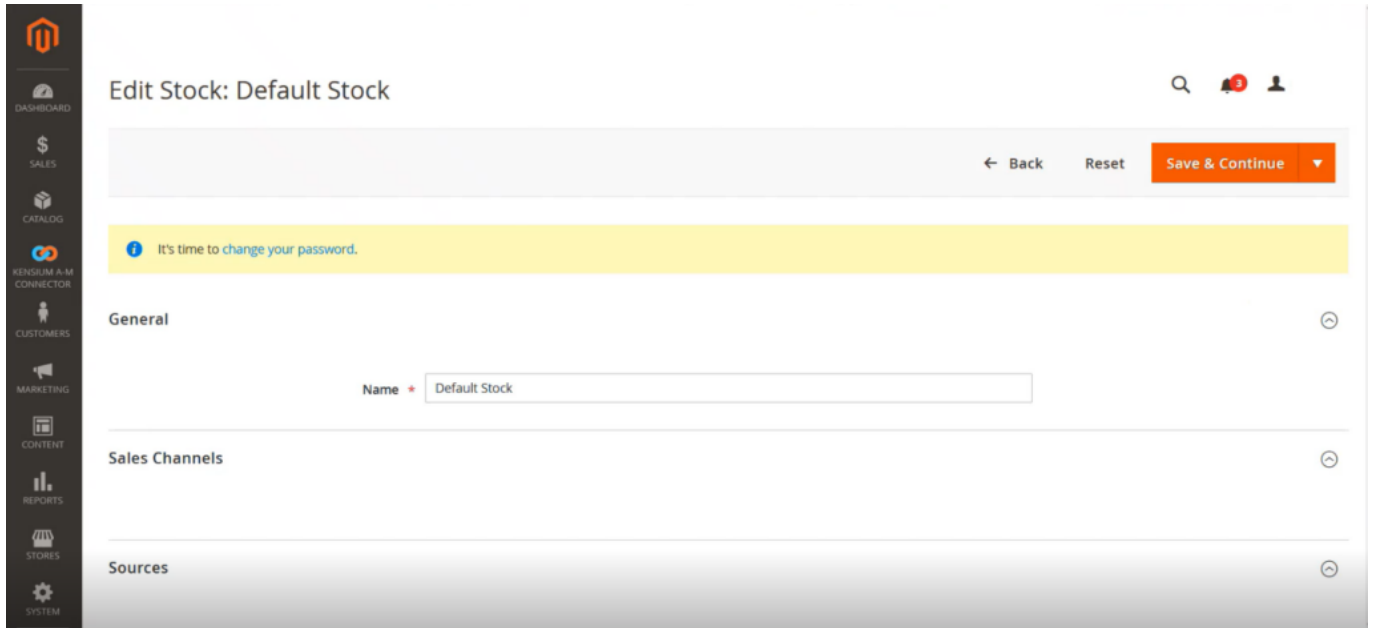 Edit Stock: Default Stock
3
DASHBOARD
SALES
CATALOG
KENSIUM A-M
CONNECTOR
CUSTOMERS
MARKETING
CONTENT
REPORTS
STORES
SYSTEM
← Back Reset Save & Continue
It's time to change your password.
General
Name * Default Stock
Sales Channels
Sources